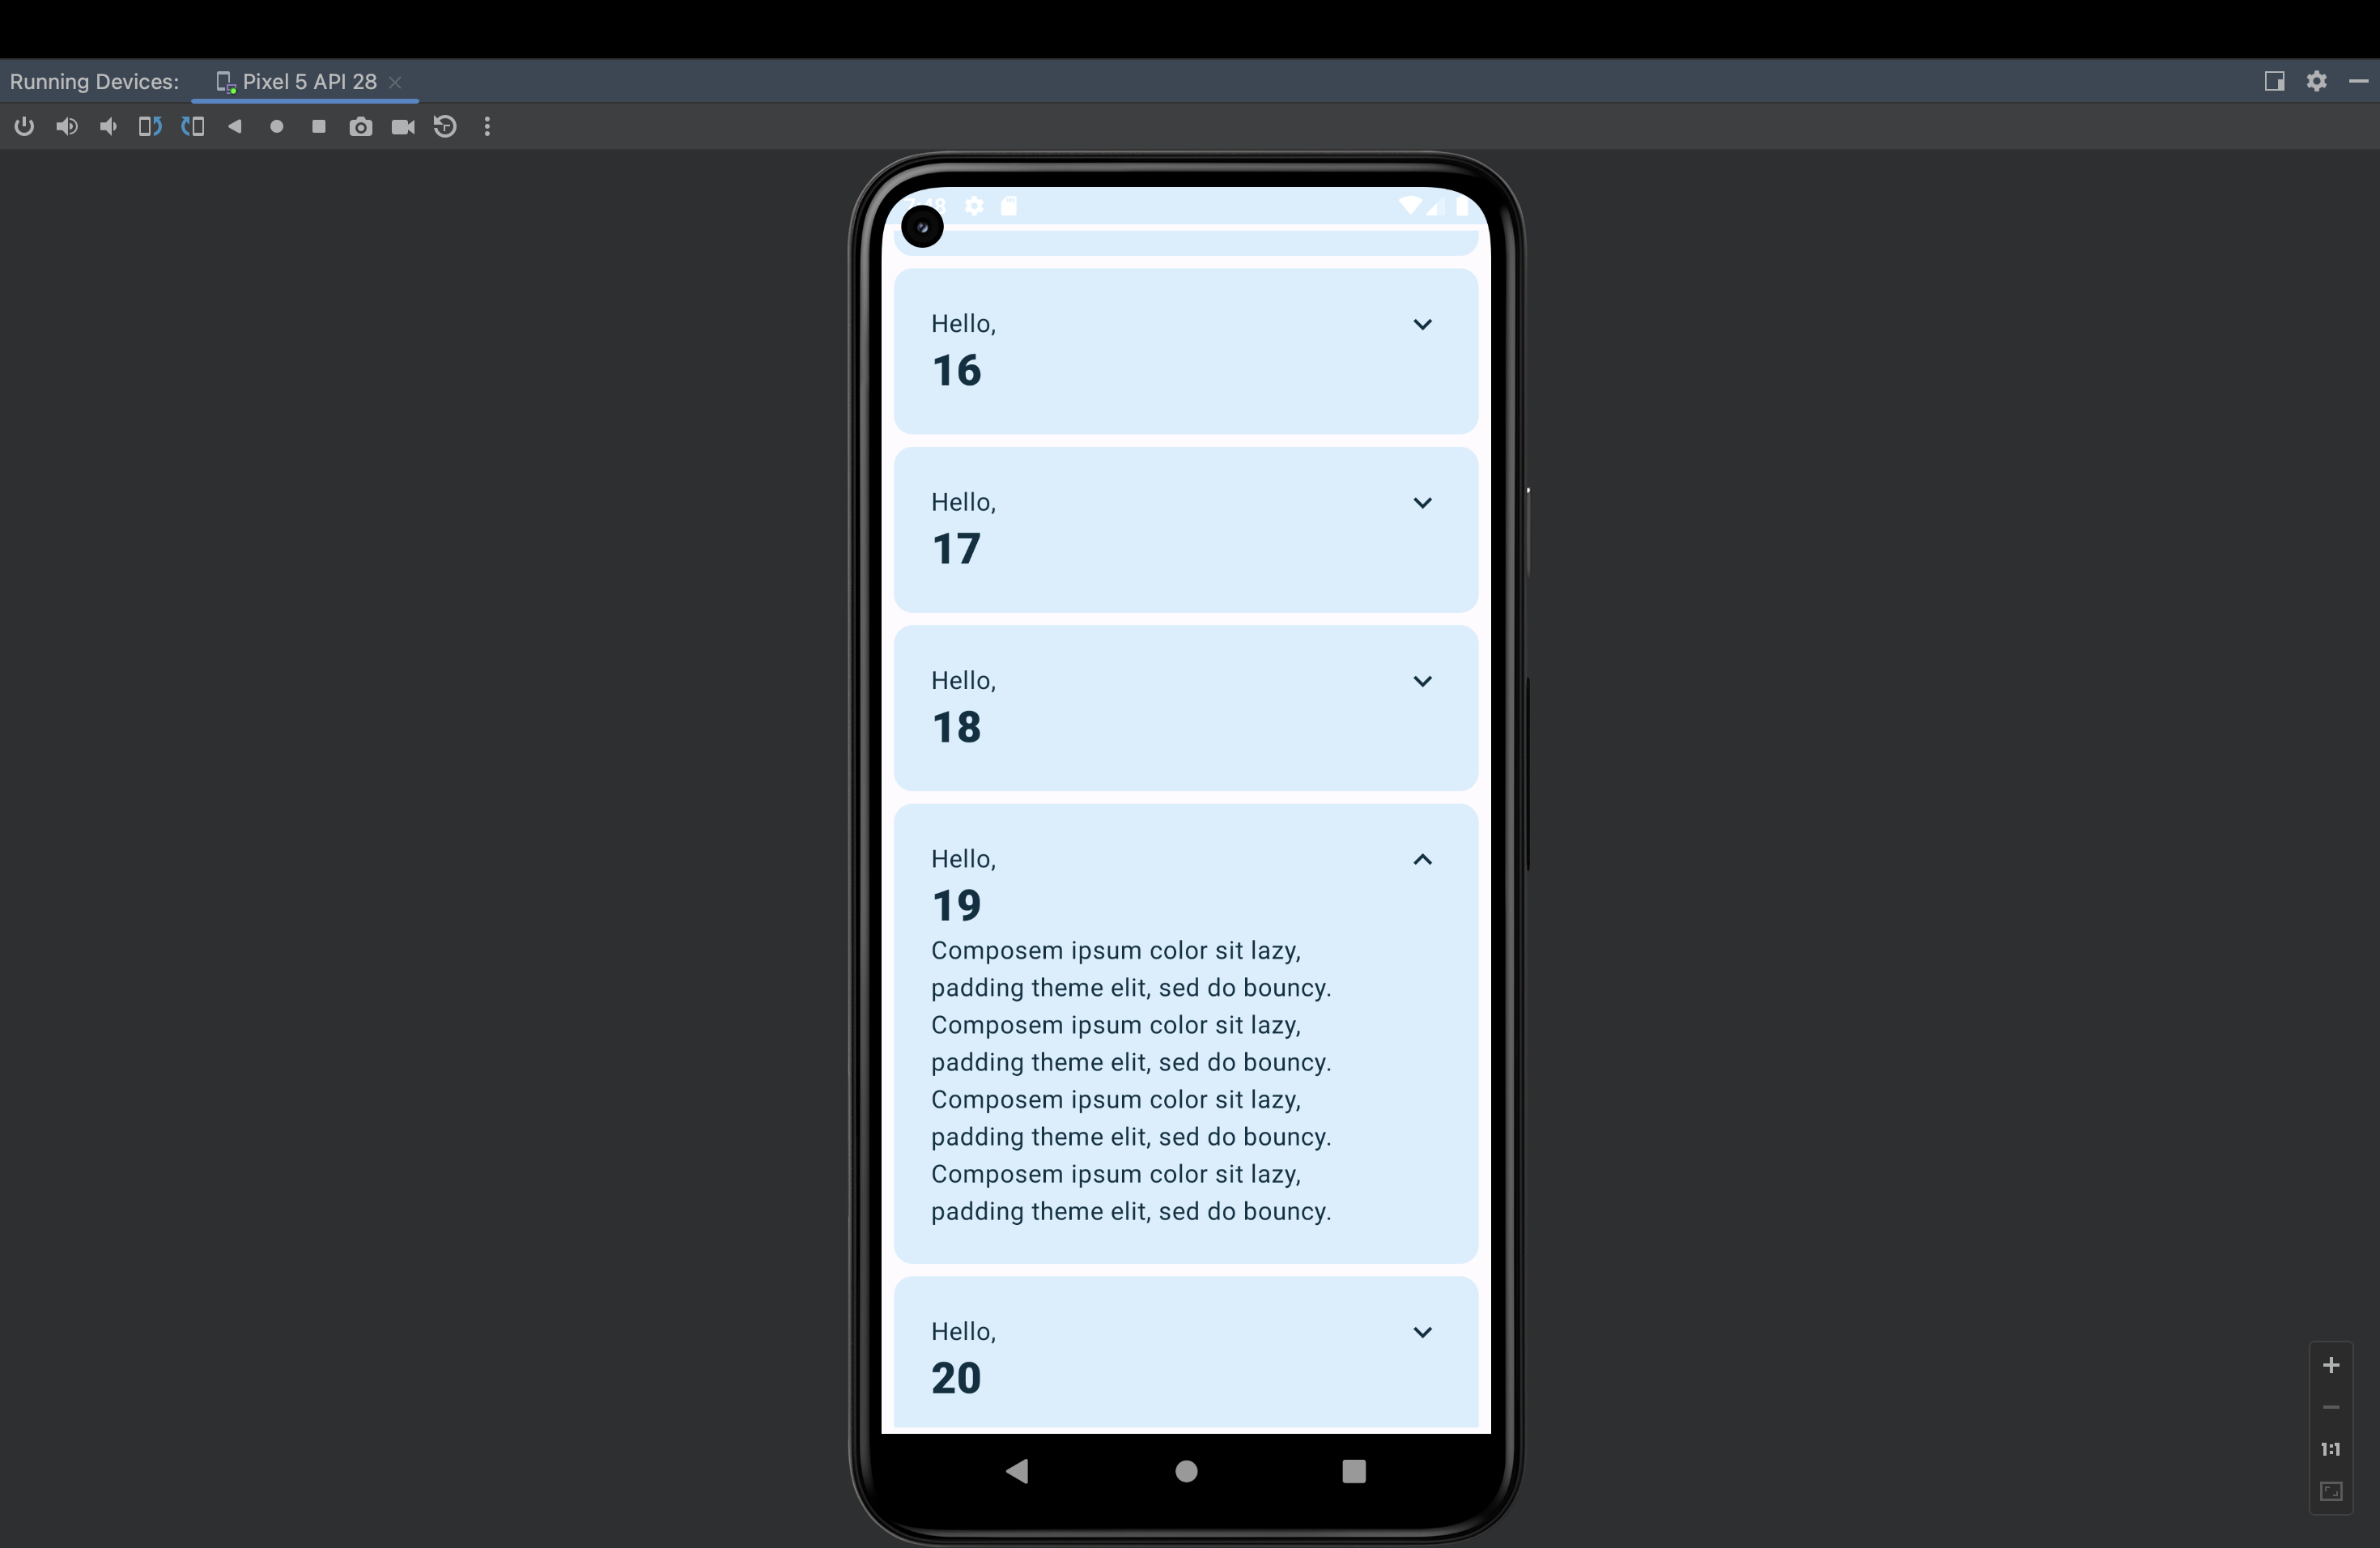 Running Devices: Pixel 5 API 28
Hello,
16
Hello,
17
Hello,
18
Hello,
19
Composem ipsum color sit lazy,
padding theme elit, sed do bouncy.
Composem ipsum color sit lazy,
padding theme elit, sed do bouncy.
Composem ipsum color sit lazy,
padding theme elit, sed do bouncy.
Composem ipsum color sit lazy,
padding theme elit, sed do bouncy.
Hello,
20
1:1